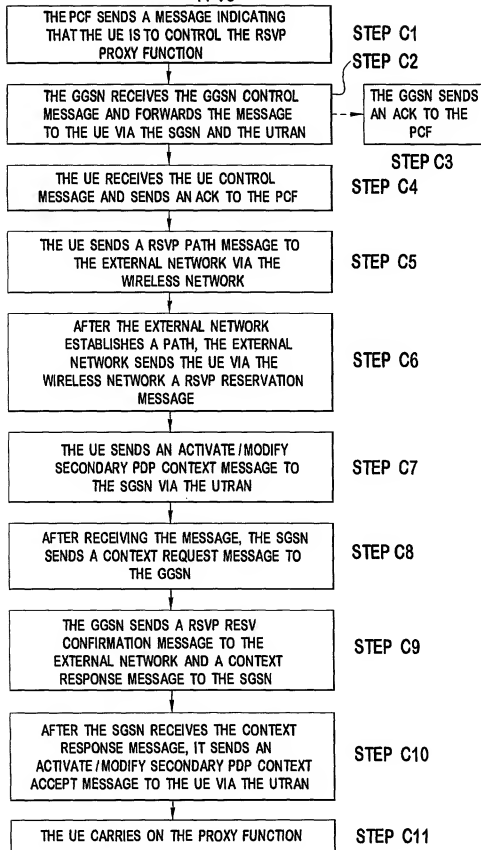 THE PCF SENDS A MESSAGE INDICATING
THAT THE UE IS TO CONTROL THE RSVP
PROXY FUNCTION
STEP C1
STEP C2
THE GGSN RECEIVES THE GGSN CONTROL
MESSAGE AND FORWARDS THE MESSAGE
TO THE UE VIA THE SGSN AND THE UTRAN
THE GGSN SENDS
AN ACK TO THE
PCF
STEP C3
THE UE RECEIVES THE UE CONTROL
MESSAGE AND SENDS AN ACK TO THE PCF
STEP C4
THE UE SENDS A RSVP PATH MESSAGE TO
THE EXTERNAL NETWORK VIA THE
WIRELESS NETWORK
STEP C5
AFTER THE EXTERNAL NETWORK
ESTABLISHES A PATH, THE EXTERNAL
NETWORK SENDS THE UE VIA THE
WIRELESS NETWORK A RSVP RESERVATION
MESSAGE
STEP C6
THE UE SENDS AN ACTIVATE/MODIFY
SECONDARY PDP CONTEXT MESSAGE TO
THE SGSN VIA THE UTRAN
STEP C7
AFTER RECEIVING THE MESSAGE, THE SGSN
SENDS A CONTEXT REQUEST MESSAGE TO
THE GGSN
STEP C8
THE GGSN SENDS A RSVP RESV
CONFIRMATION MESSAGE TO THE
EXTERNAL NETWORK AND A CONTEXT
RESPONSE MESSAGE TO THE SGSN
STEP C9
AFTER THE SGSN RECEIVES THE CONTEXT
RESPONSE MESSAGE, IT SENDS AN
ACTIVATE/MODIFY SECONDARY PDP CONTEXT
ACCEPT MESSAGE TO THE UE VIA THE UTRAN
STEP C10
THE UE CARRIES ON THE PROXY FUNCTION
STEP C11